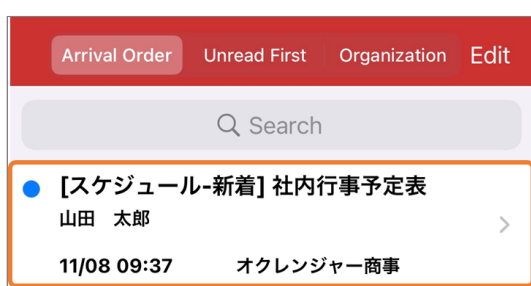 Arrival Order Unread First Organization Edit
Search
[スケジュール-新着] 社内行事予定表
山田 太郎
11/08 09:37 オクレンジャー商事